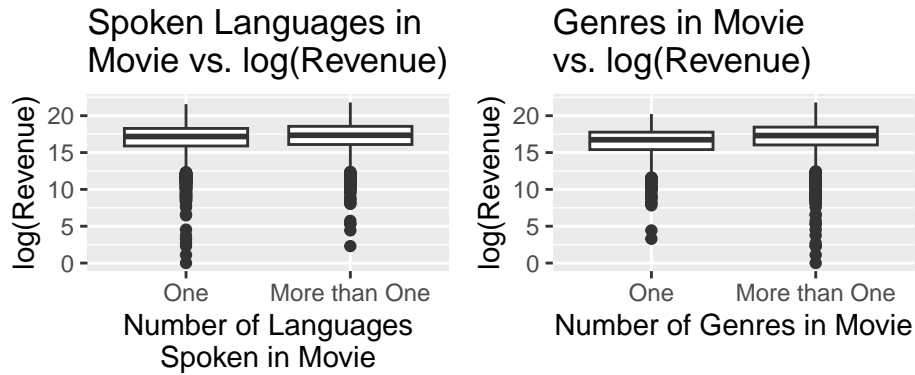 Spoken Languages in
Movie vs. log(Revenue)
log(Revenue)
20
15
10
5
0
One More than One
Number of Languages
Spoken in Movie
Genres in Movie
vs. log(Revenue)
log(Revenue)
20
15
10
5
0
One More than One
Number of Genres in Movie